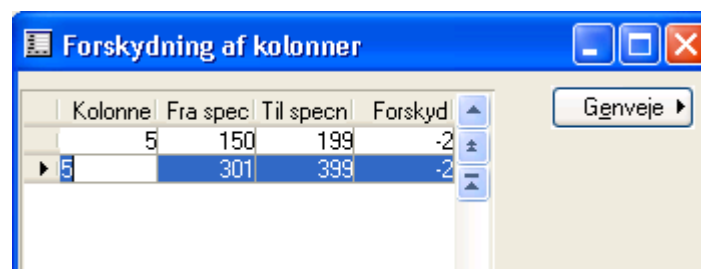 Forskydning af kolonner
Kolonne Fra spec Til specn Forskyd
Genveje
5 150 199 -2
5 301 399 -2